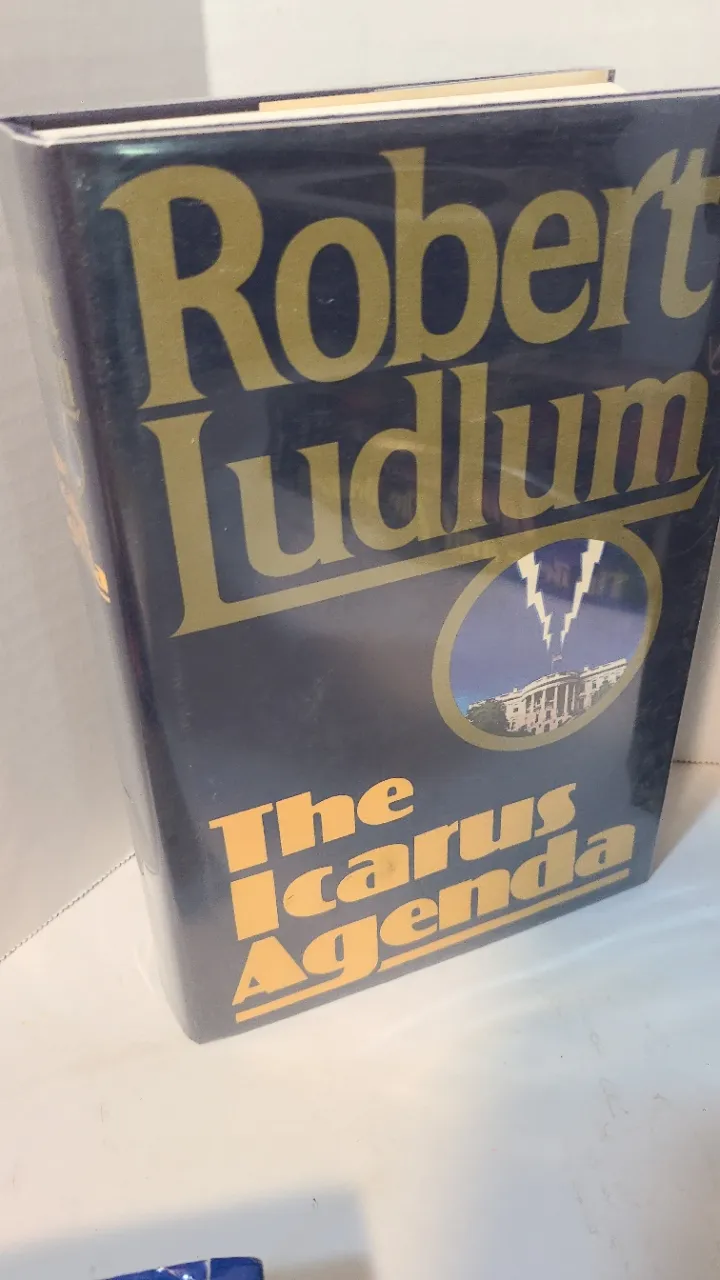 Robert
Ludlum
The
Icarus
Agenda